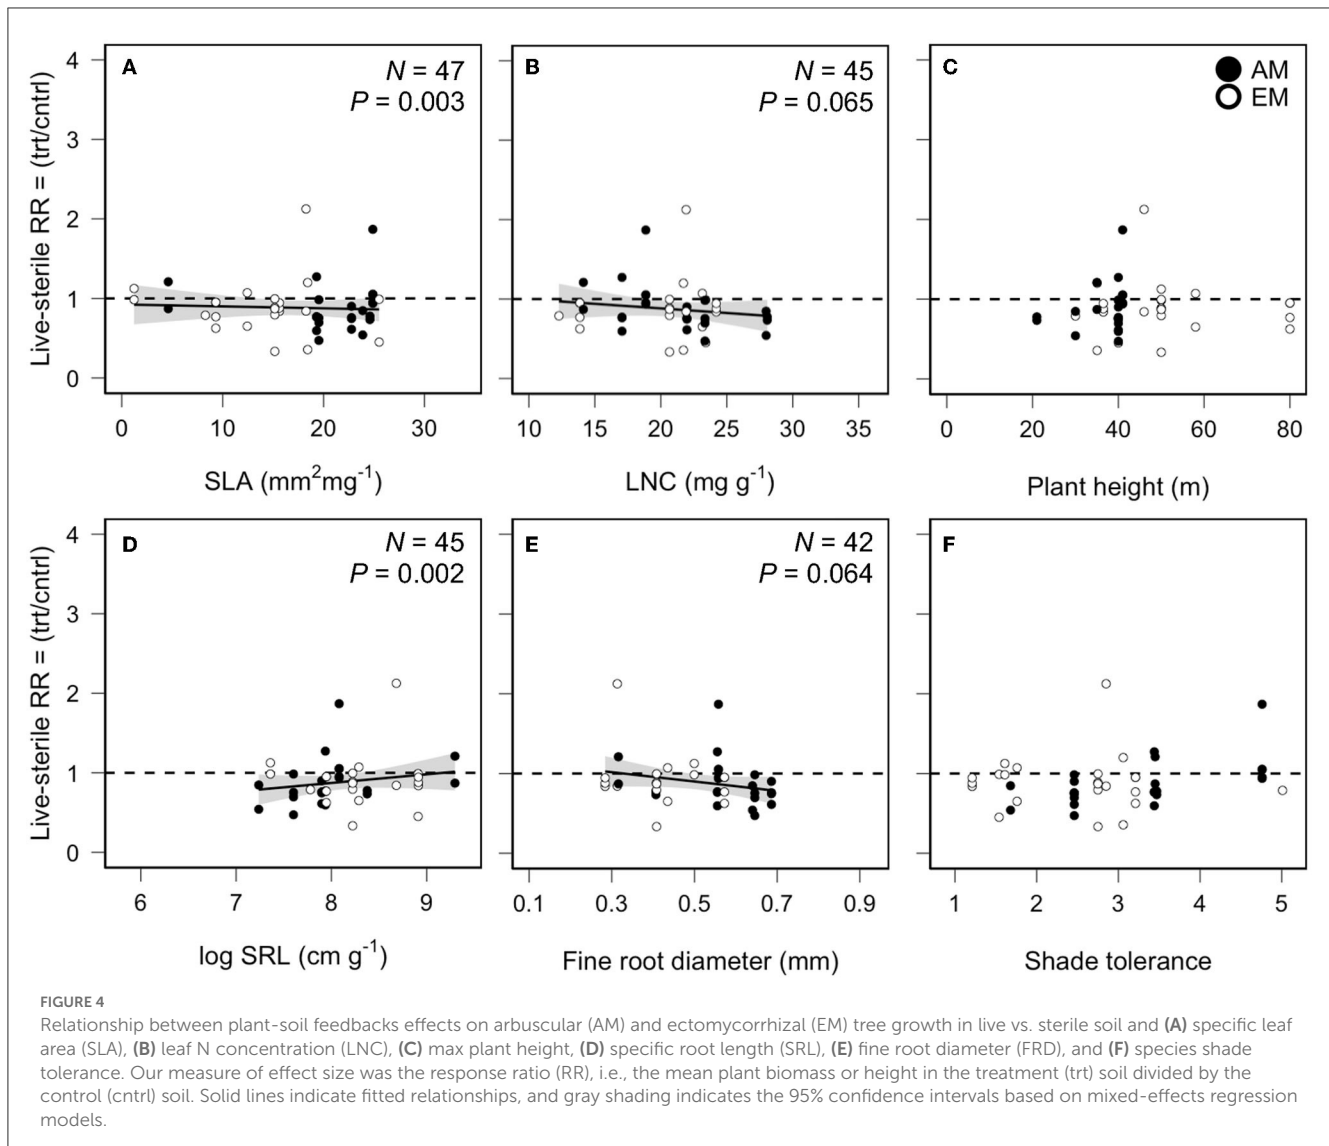 A
N = 47
P = 0.003
B
N = 45
P = 0.065
C
AM
EM
Live-sterile RR = (trt/cntrl)
4
3
2
1
0
0 10 20 30
10 15 20 25 30 35
0 20 40 60 80
SLA (mm²mg⁻¹)
LNC (mg g⁻¹)
Plant height (m)
D
N = 45
P = 0.002
E
N = 42
P = 0.064
F
Live-sterile RR = (trt/cntrl)
4
3
2
1
0
6 7 8 9
0.1 0.3 0.5 0.7 0.9
1 2 3 4 5
log SRL (cm g⁻¹)
Fine root diameter (mm)
Shade tolerance
FIGURE 4
Relationship between plant-soil feedbacks effects on arbuscular (AM) and ectomycorrhizal (EM) tree growth in live vs. sterile soil and (A) specific leaf
area (SLA), (B) leaf N concentration (LNC), (C) max plant height, (D) specific root length (SRL), (E) fine root diameter (FRD), and (F) species shade
tolerance. Our measure of effect size was the response ratio (RR), i.e., the mean plant biomass or height in the treatment (trt) soil divided by the
control (cntrl) soil. Solid lines indicate fitted relationships, and gray shading indicates the 95% confidence intervals based on mixed-effects regression
models.